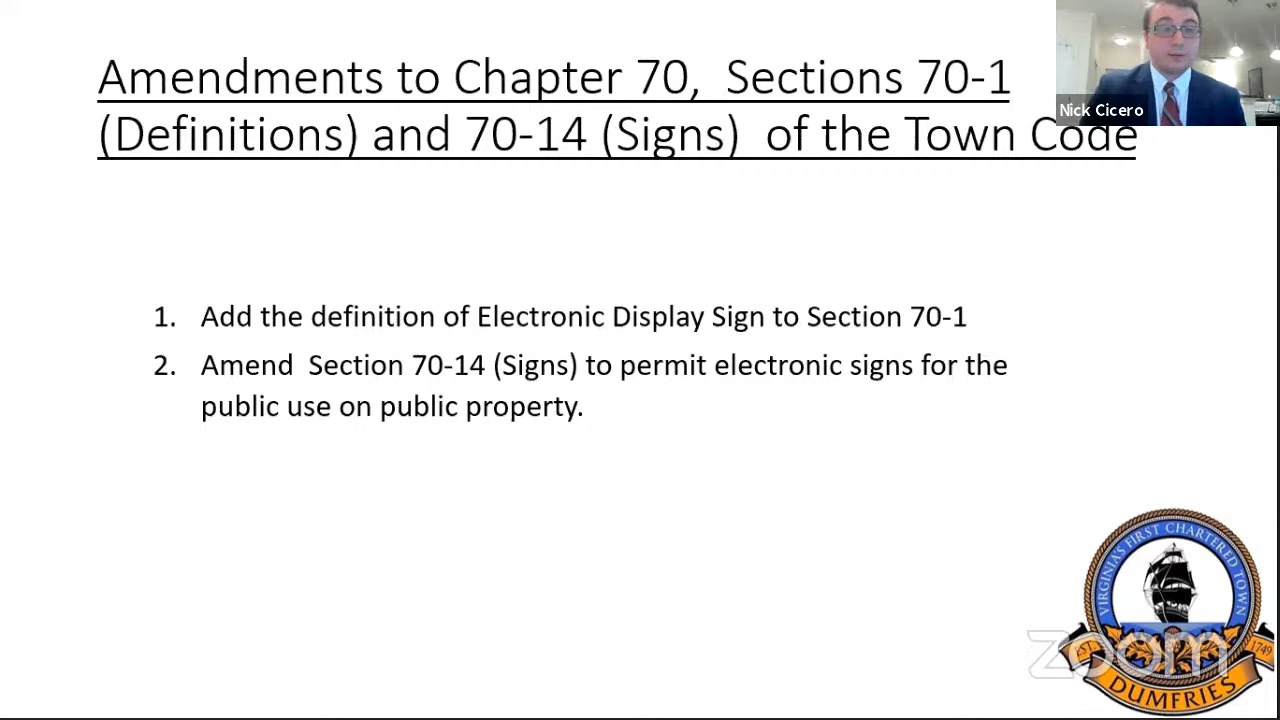 Amendments to Chapter 70, Sections 70-1
(Definitions) and 70-14 (Signs) of the Town Code
Nick Cicero
1. Add the definition of Electronic Display Sign to Section 70-1
2. Amend Section 70-14 (Signs) to permit electronic signs for the
public use on public property.
VIRGINIA'S FIRST CHARTERED TOWN
EST
1749
zoom
DUMFRIES